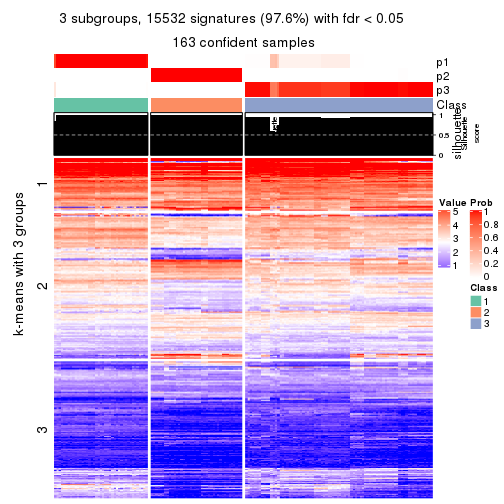 3 subgroups, 15532 signatures (97.6%) with fdr < 0.05
163 confident samples
p1
p2
p3
Class
1
0.5
0
silhouette
Silhouette
score
k-means with 3 groups
1
2
3
Value
5
4
3
2
1
Prob
1
0.8
0.6
0.4
0.2
0
Class
1
2
3